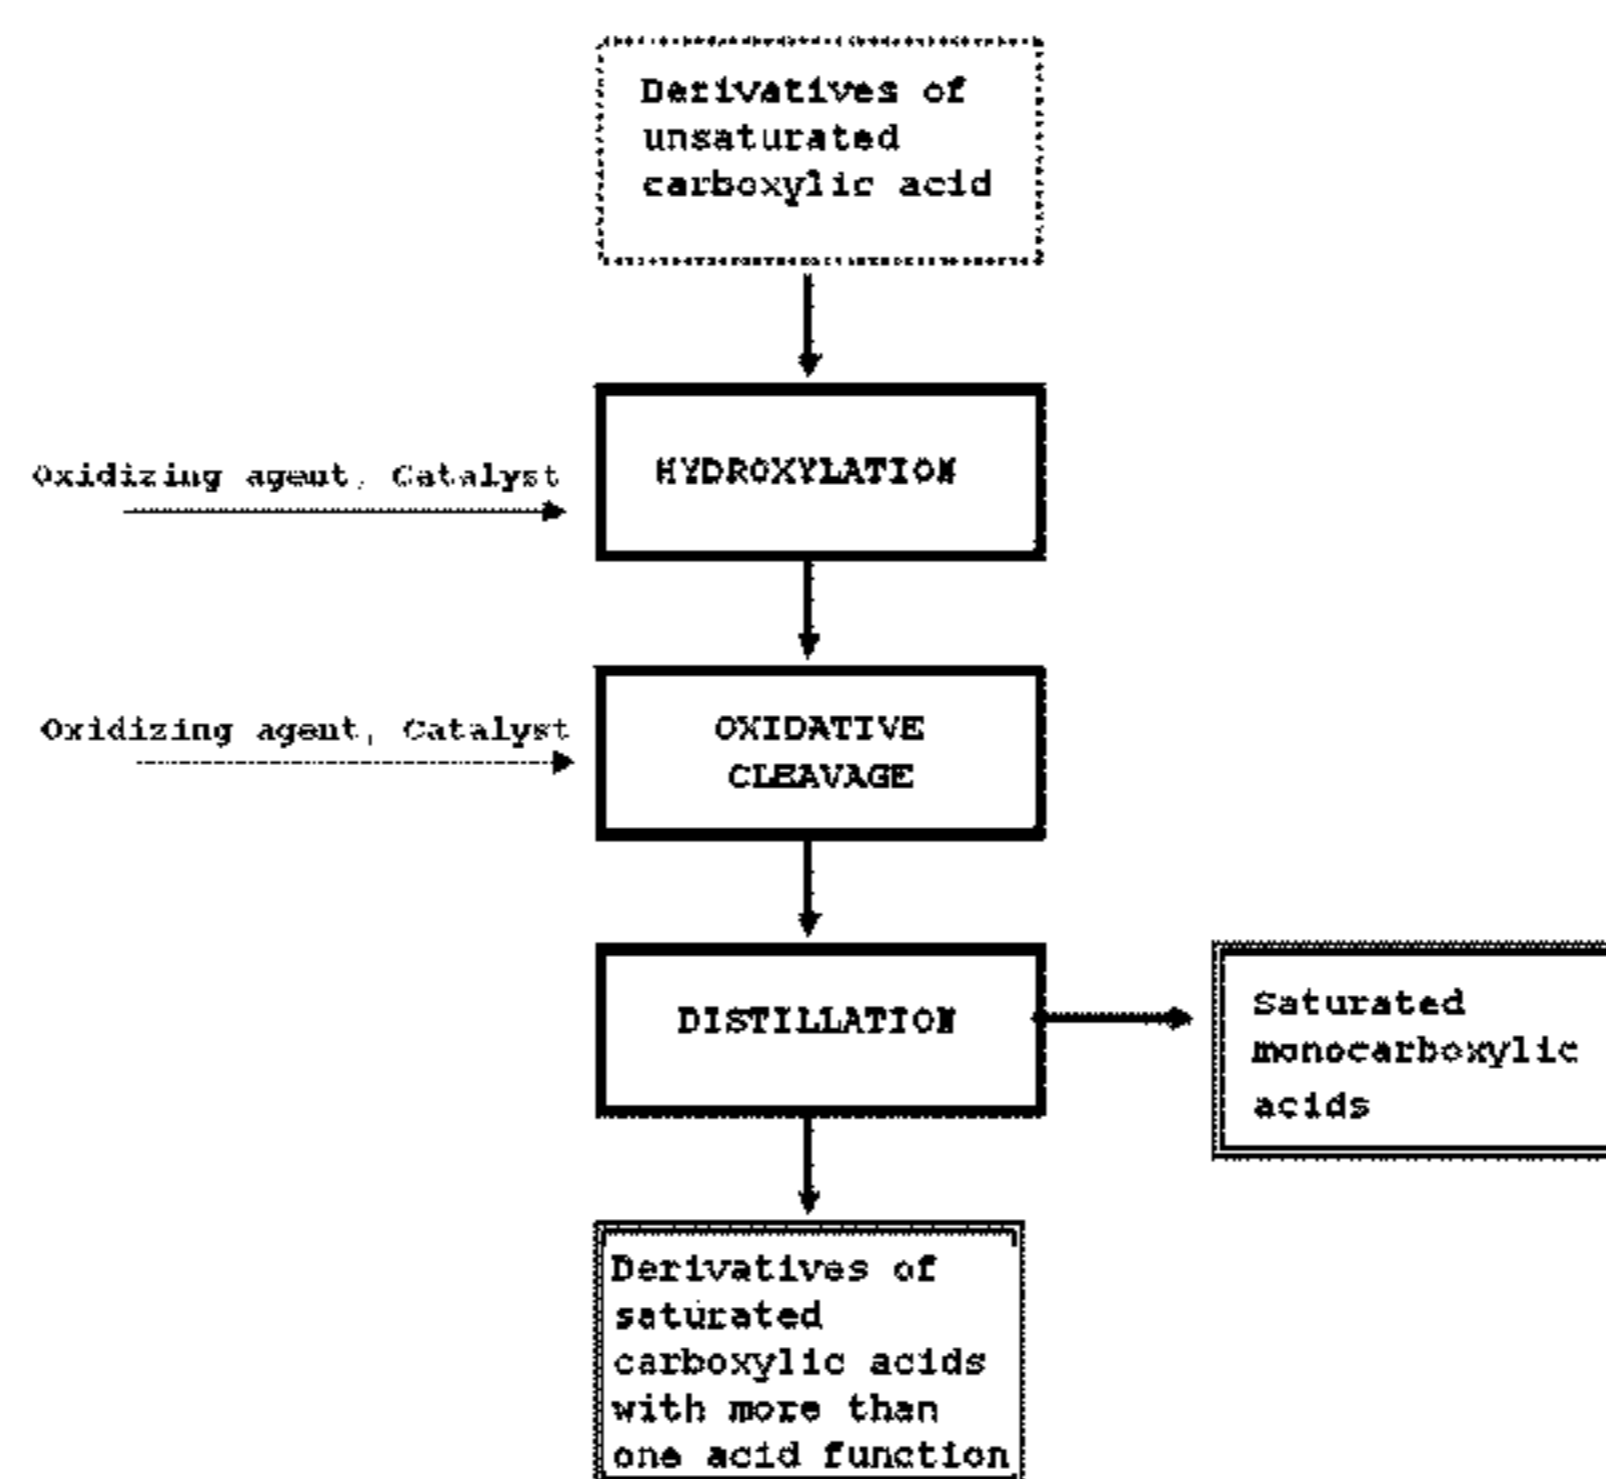 Derivatives of
unsaturated
carboxylic acid
Oxidizing agent, Catalyst
HYDROXYLATION
Oxidizing agent, Catalyst
OXIDATIVE
CLEAVAGE
DISTILLATION
Saturated
monocarboxylic
acids
Derivatives of
saturated
carboxylic acids
with more than
one acid function